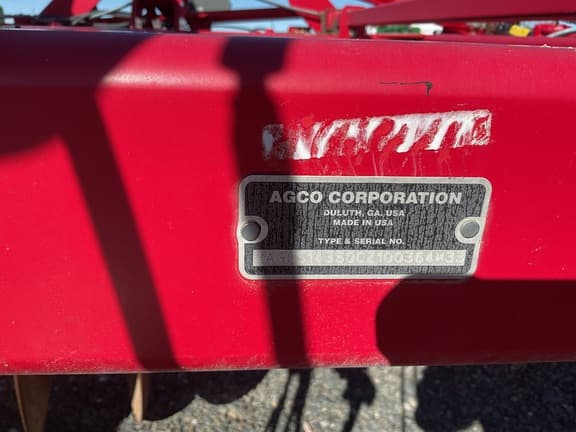 AGCO CORPORATION
DULUTH, GA. USA
MADE IN USA
TYPE & SERIAL NO.